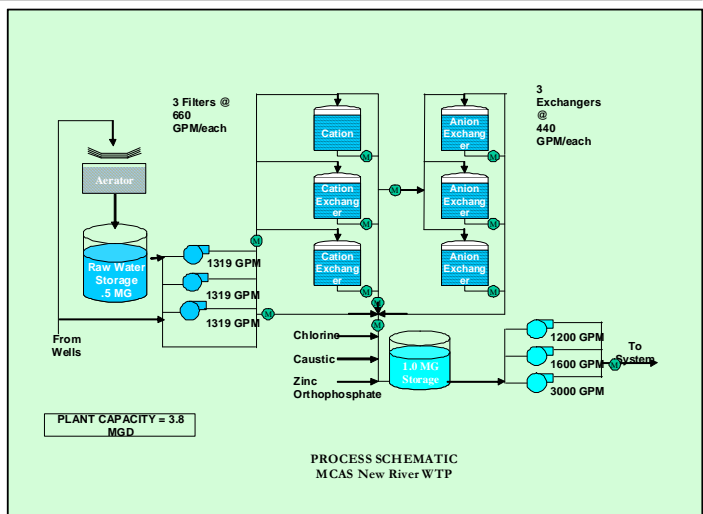 3 Filters @
660
GPM/each
3
Exchangers
@
440
GPM/each
Aerator
Raw Water
Storage
.5 MG
1319 GPM
1319 GPM
1319 GPM
From
Wells
Cation
Cation
Exchang
er
Cation
Exchang
er
M
M
M
M
M
M
M
M
M
M
M
Anion
Exchang
er
Anion
Exchang
er
Anion
Exchang
er
Chlorine
Caustic
Zinc
Orthophosphate
1.0 MG
Storage
1200 GPM
1600 GPM
3000 GPM
M
To
System
PLANT CAPACITY = 3.8
MGD
PROCESS SCHEMATIC
MCAS New River WTP